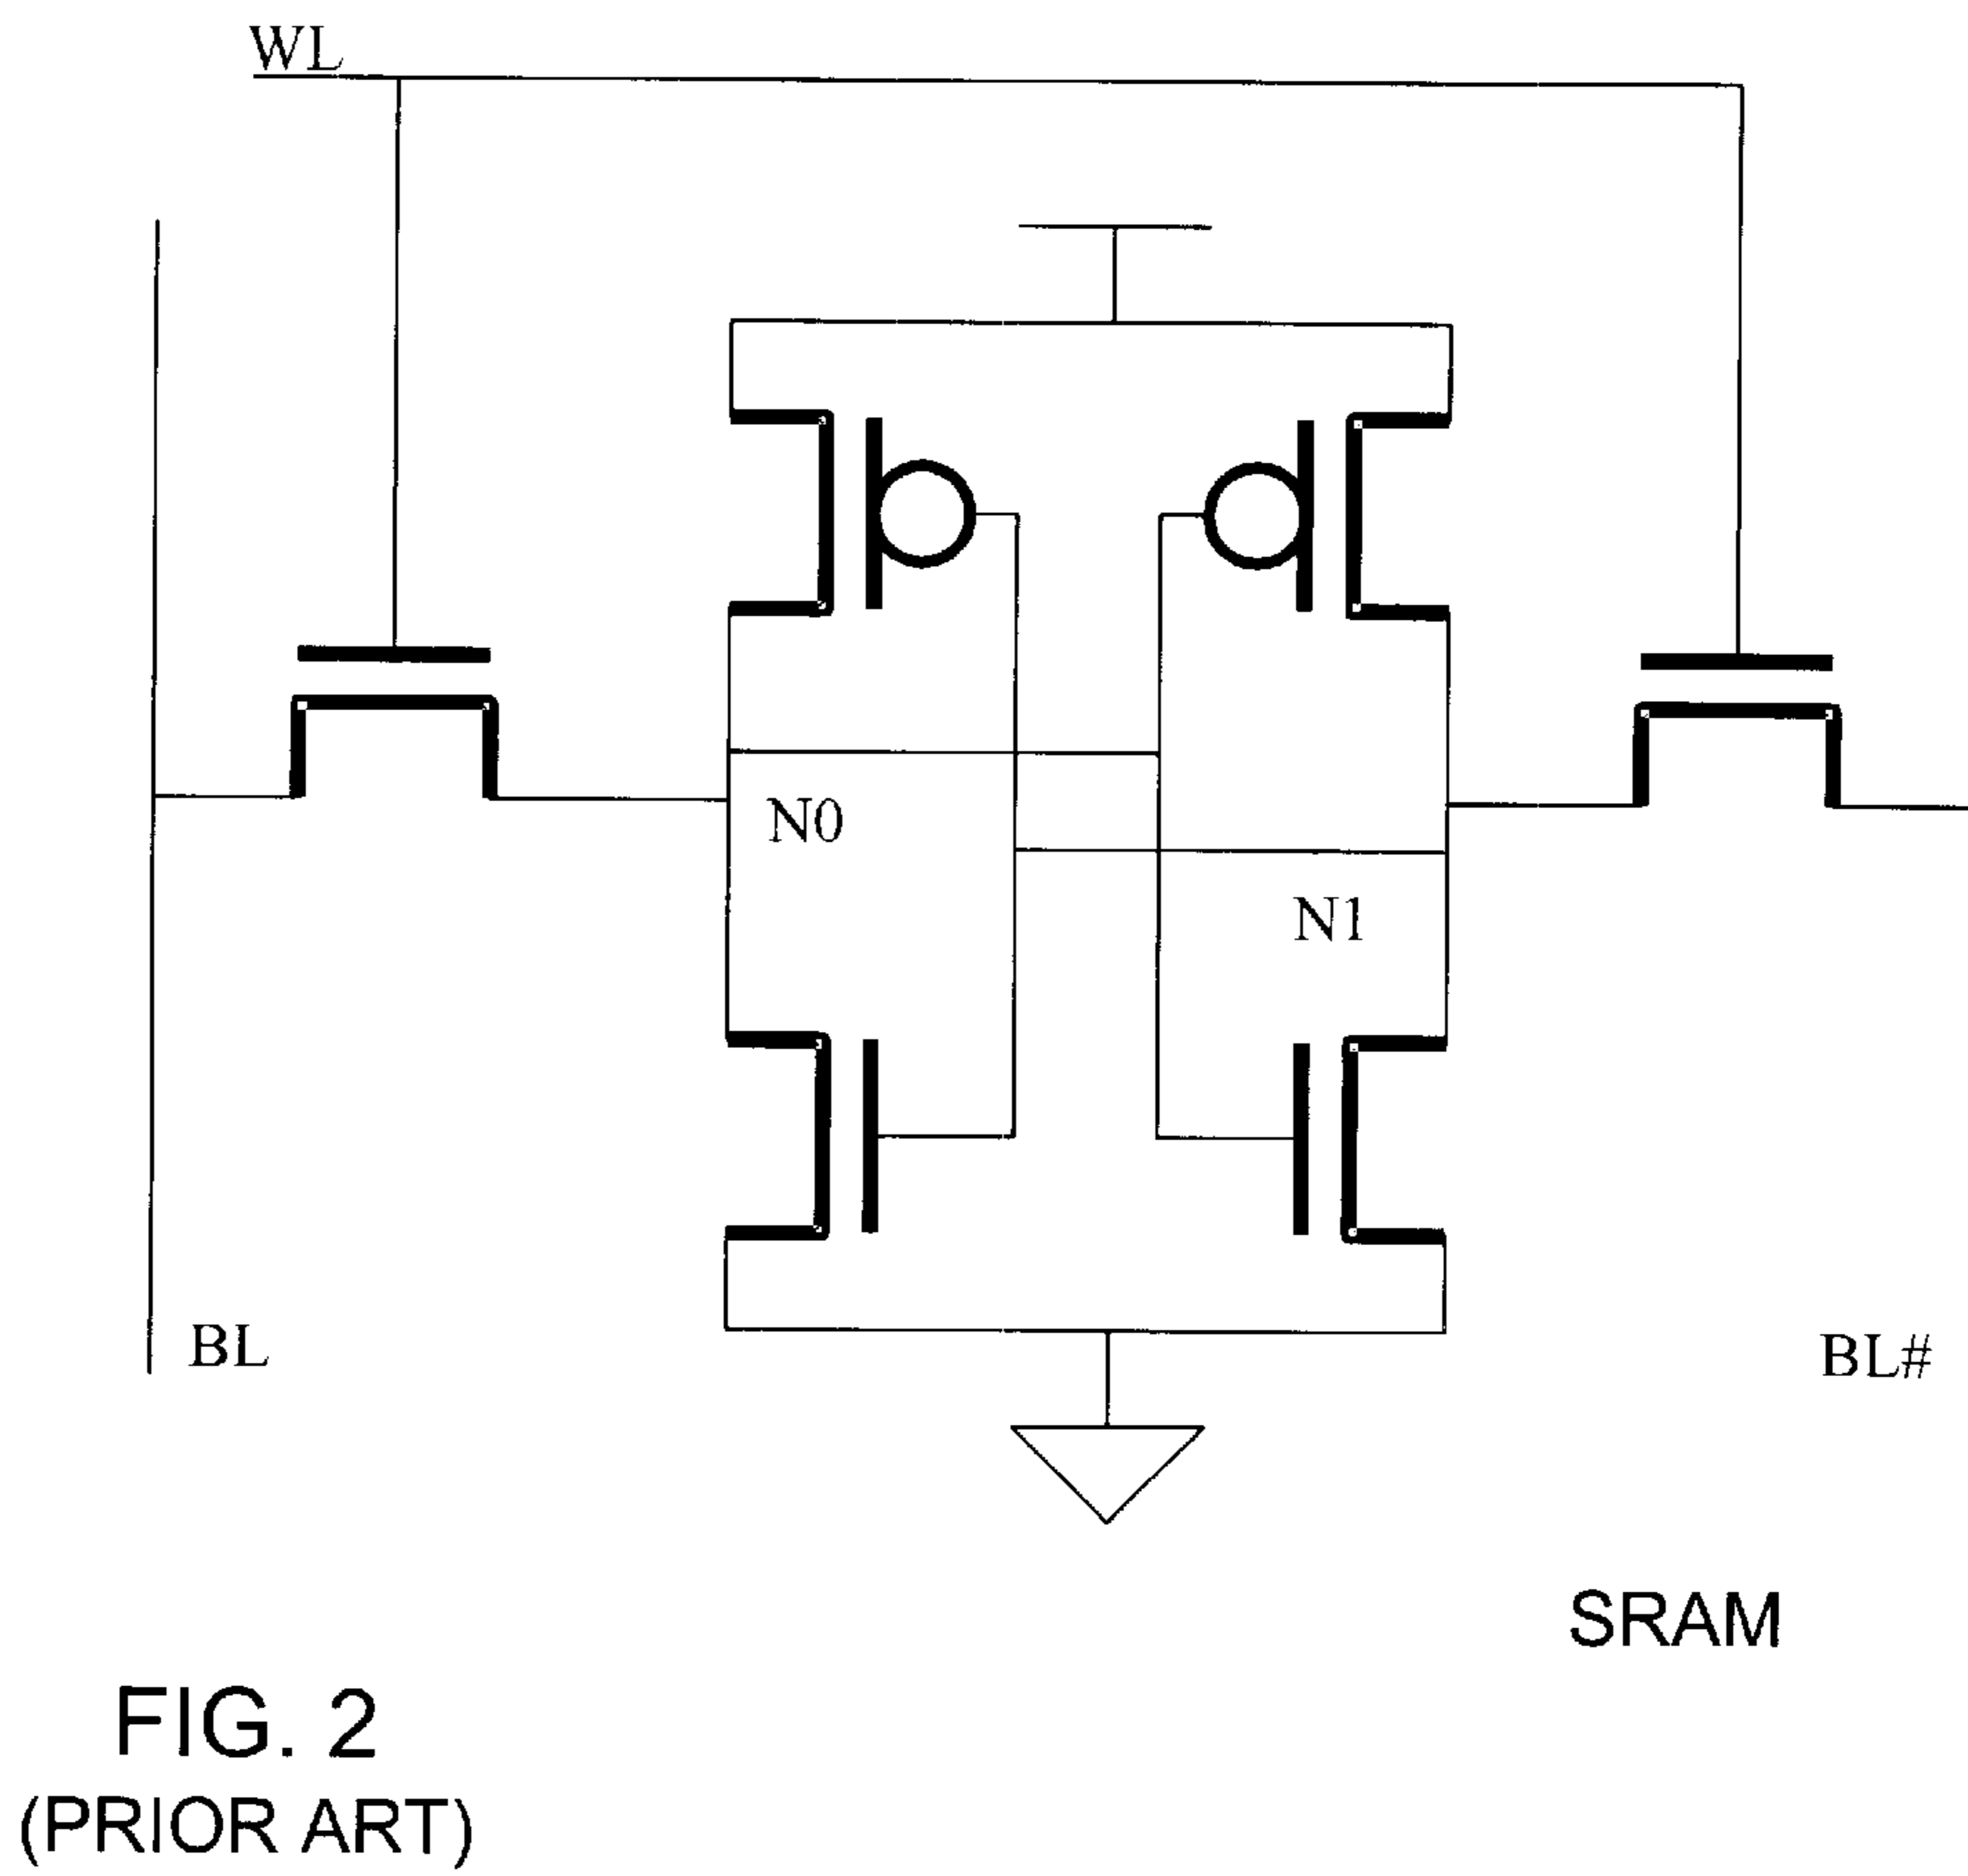 WL
N0
N1
BL
BL#
SRAM
FIG. 2
(PRIOR ART)